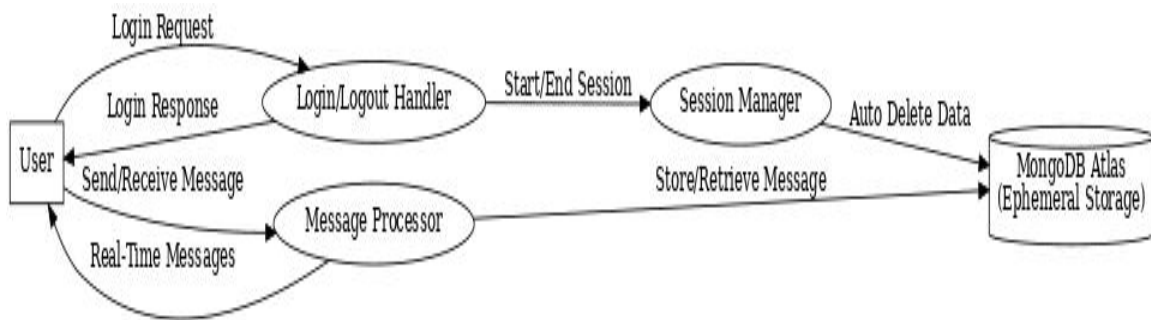 Login Request
Login/Logout Handler
Start/End Session
Session Manager
Login Response
Auto Delete Data
User
Send/Receive Message
Message Processor
Store/Retrieve Message
MongoDB Atlas
(Ephemeral Storage)
Real-Time Messages